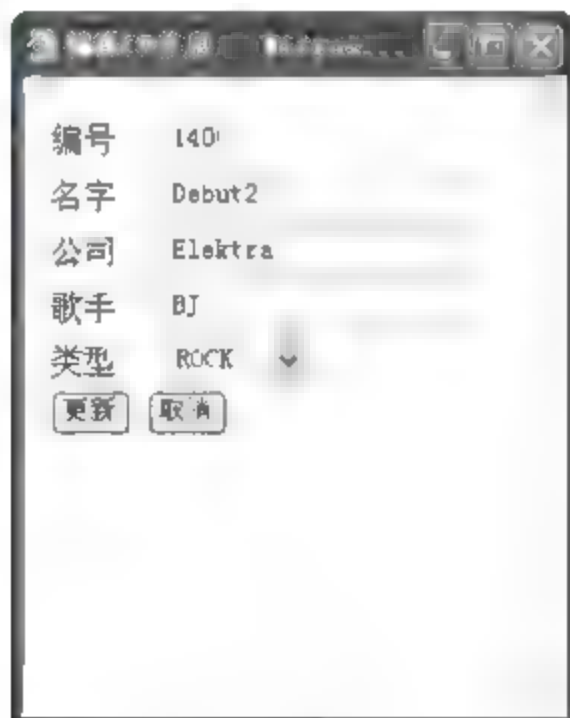 编号 140
名字 Debut2
公司 Elektra
歌手 BJ
类型 ROCK
更新 取消